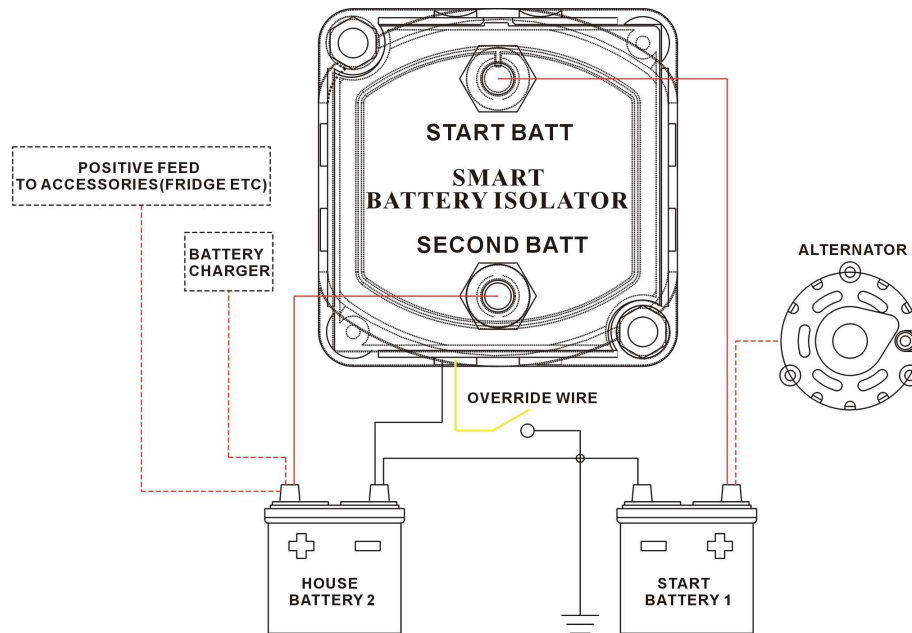 START BATT
SMART
BATTERY ISOLATOR
SECOND BATT
POSITIVE FEED
TO ACCESSORIES(FRIDGE ETC)
BATTERY
CHARGER
ALTERNATOR
OVERRIDE WIRE
HOUSE
BATTERY 2
START
BATTERY 1